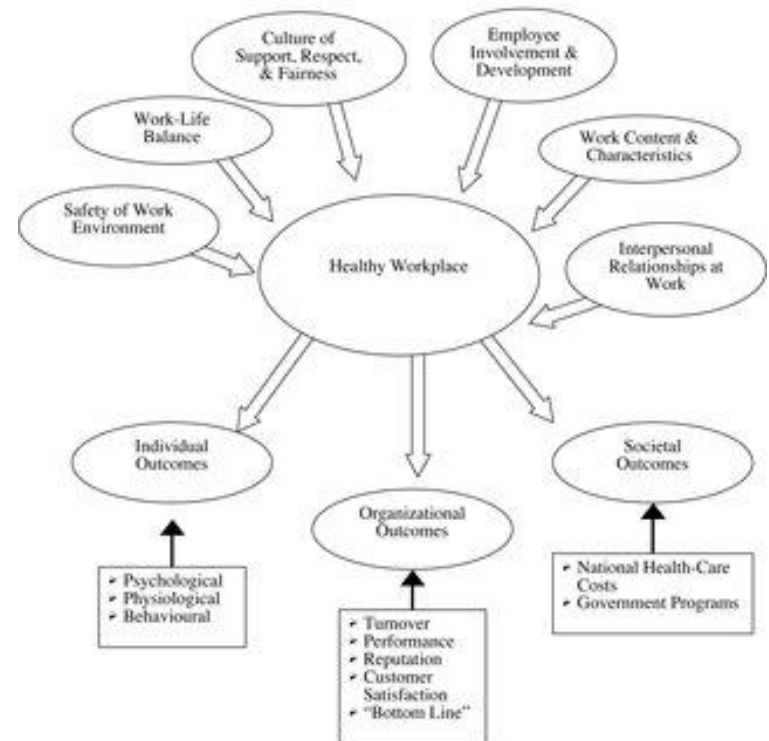 Culture of
Support, Respect,
& Fairness
Employee
Involvement &
Development
Work-Life
Balance
Work Content &
Characteristics
Safety of Work
Environment
Healthy Workplace
Interpersonal
Relationships at
Work
Individual
Outcomes
Societal
Outcomes
Organizational
Outcomes
➢ Psychological
➢ Physiological
➢ Behavioural
➢ National Health-Care
Costs
➢ Government Programs
➢ Turnover
➢ Performance
➢ Reputation
➢ Customer
Satisfaction
➢ “Bottom Line”